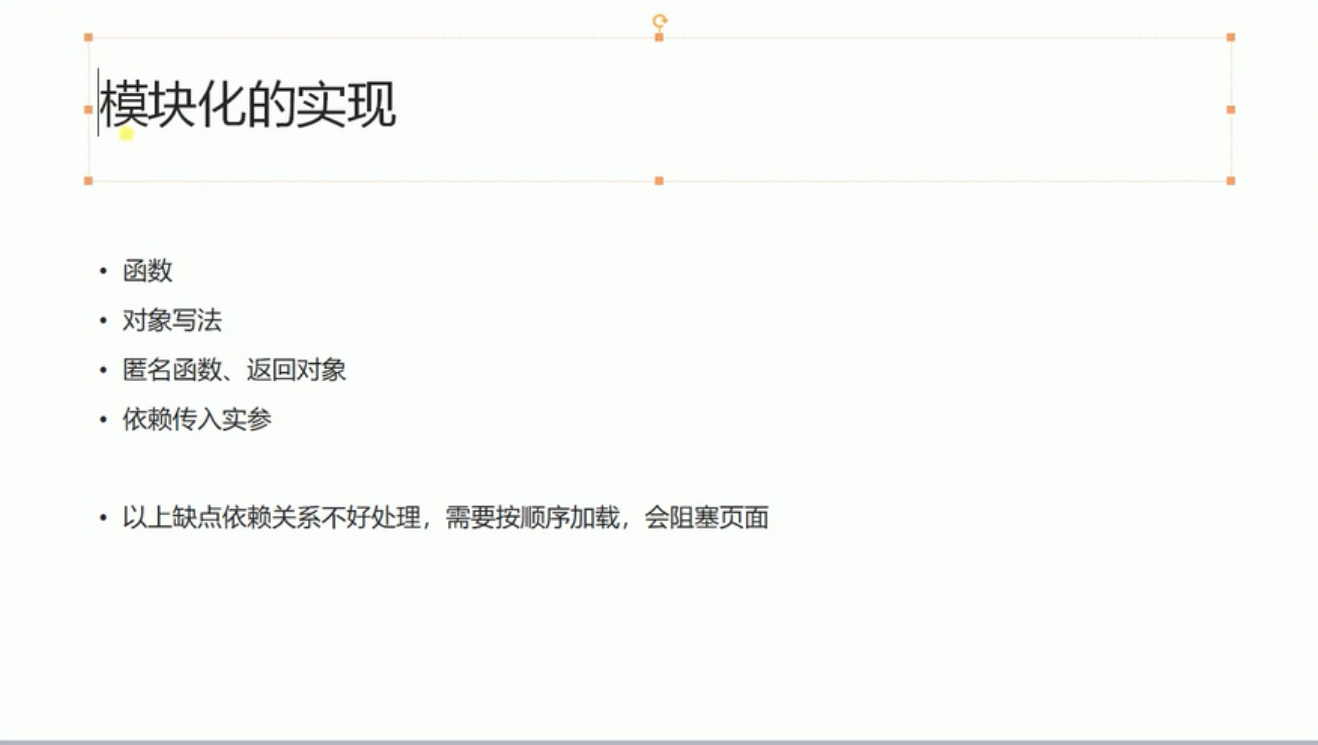 模块化的实现
• 函数
• 对象写法
• 匿名函数、返回对象
• 依赖传入实参
• 以上缺点依赖关系不好处理，需要按顺序加载，会阻塞页面